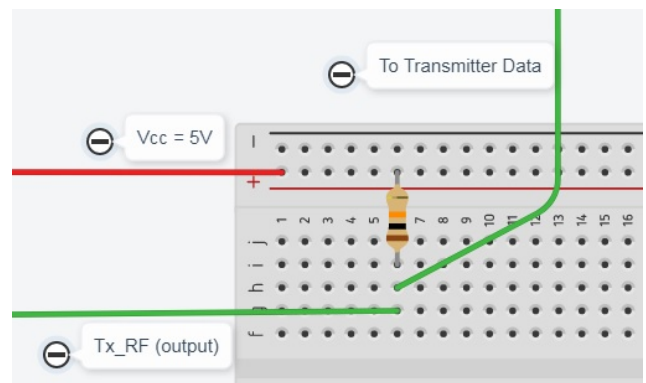 To Transmitter Data
Vcc = 5V
−
+
1 2 3 4 5 7 8 9 10 11 12 13 14 15 16
j
i
h
g
f
Tx_RF (output)